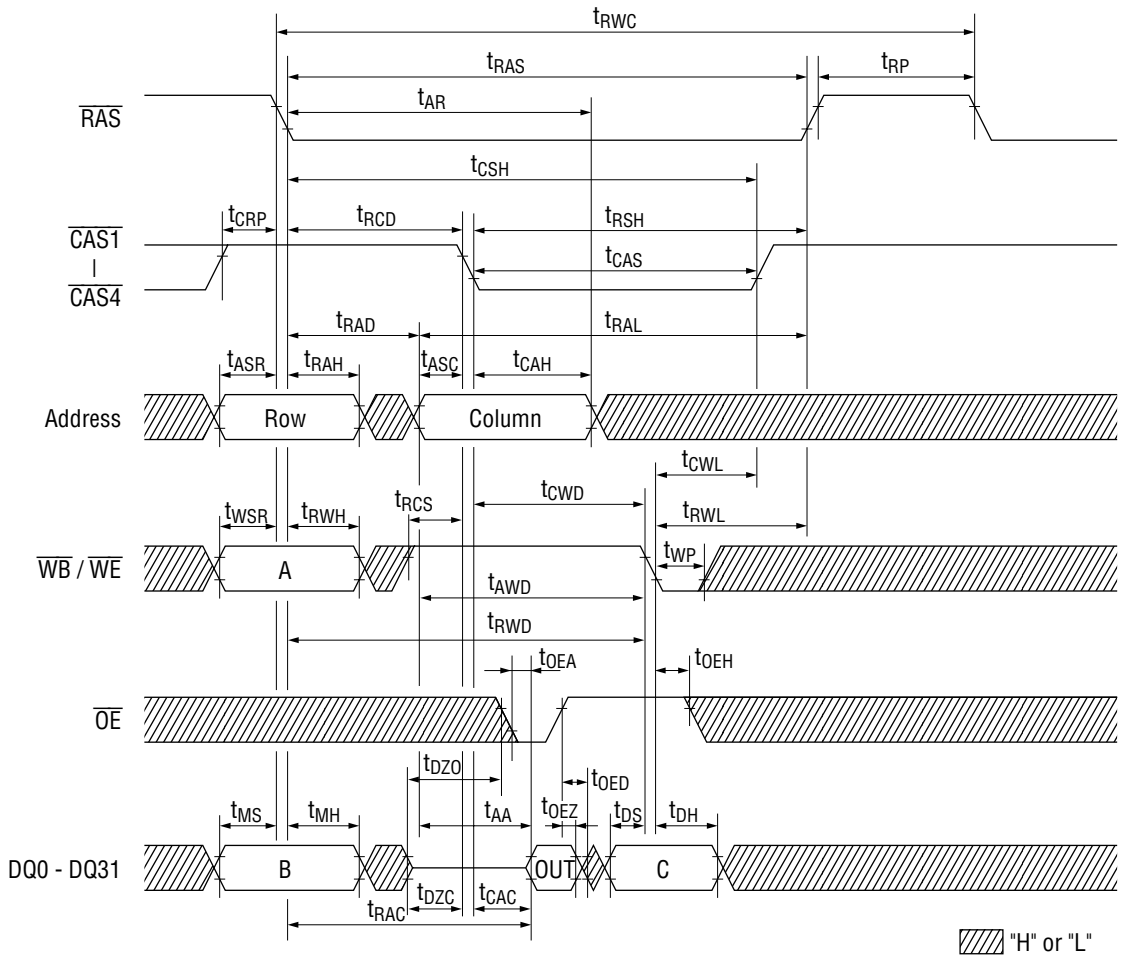 tRWC
tRAS
tRP
tAR
RAS
tCSH
tCRP
tRCD
tRSH
CAS1
|
CAS4
tCAS
tRAD
tRAL
tASR
tRAH
tASC
tCAH
Address
Row
Column
tCWL
tRCS
tCWD
tWSR
tRWH
tRWL
tWP
WB / WE
A
tAWD
tRWD
tOEA
tOEH
OE
tDZO
tOED
tMS
tMH
tAA
tOEZ
tDS
tDH
DQ0 - DQ31
B
OUT
C
tDZC
tCAC
tRAC
"H" or "L"